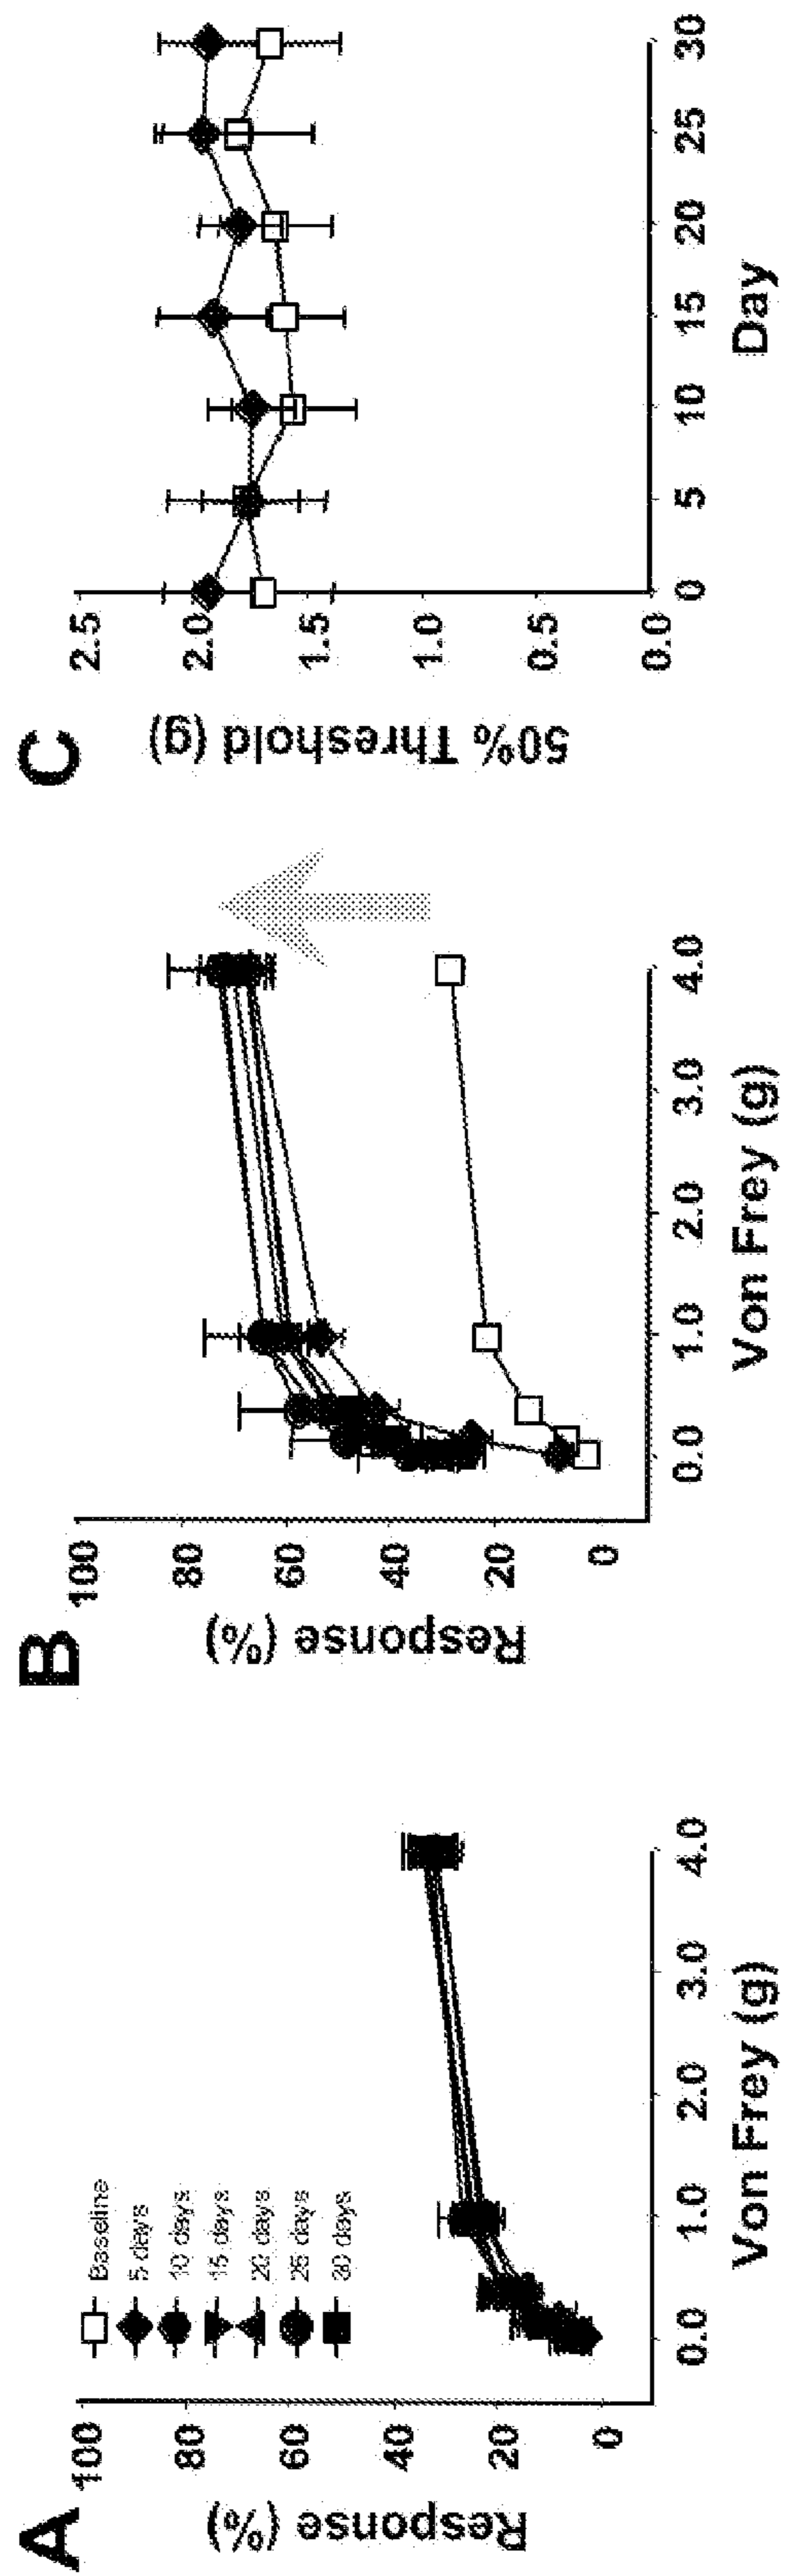 A
Response (%)
100
80
60
40
20
0
Baseline
5 days
10 days
15 days
20 days
25 days
30 days
0.0 1.0 2.0 3.0 4.0
Von Frey (g)
B
Response (%)
100
80
60
40
20
0
0.0 1.0 2.0 3.0 4.0
Von Frey (g)
C
50% Threshold (g)
2.5
2.0
1.5
1.0
0.5
0.0
0 5 10 15 20 25 30
Day